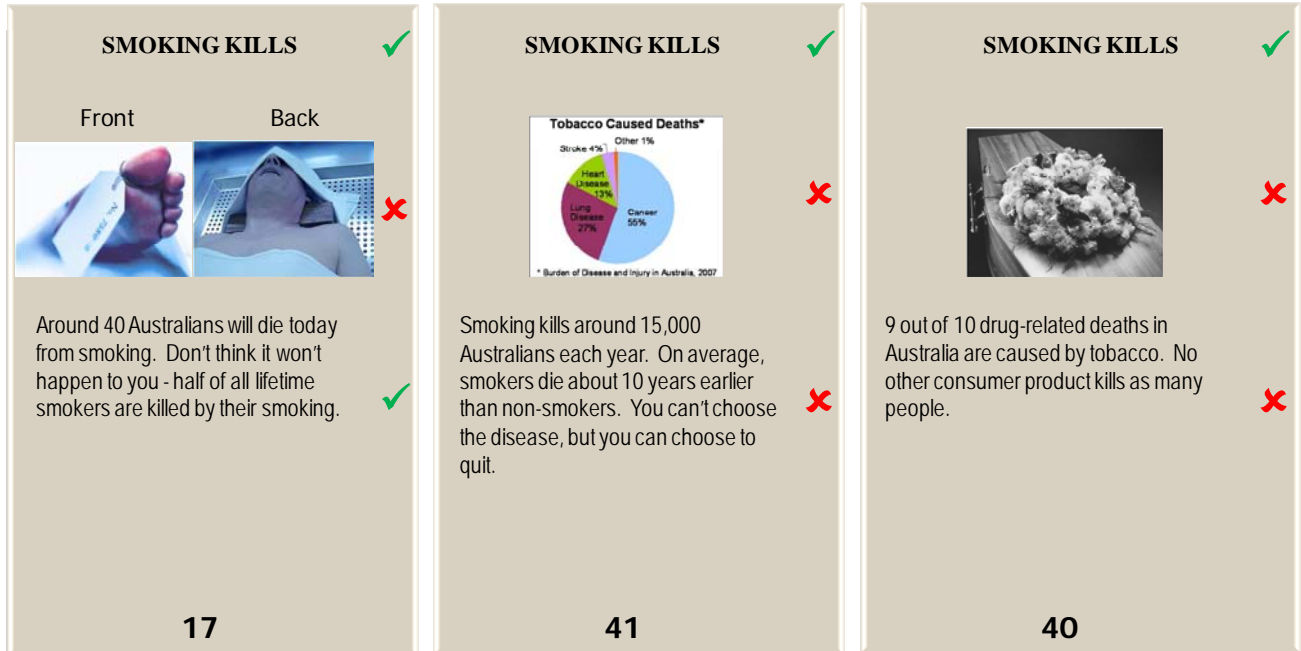 SMOKING KILLS
Front Back
Around 40 Australians will die today
from smoking. Don't think it won't
happen to you - half of all lifetime
smokers are killed by their smoking.
17
SMOKING KILLS
Tobacco Caused Deaths*
Other 1%
Stroke 4%
Heart
Disease
13%
Lung
Disease
27%
Cancer
55%
* Burden of Disease and Injury in Australia, 2007
Smoking kills around 15,000
Australians each year. On average,
smokers die about 10 years earlier
than non-smokers. You can't choose
the disease, but you can choose to
quit.
41
SMOKING KILLS
9 out of 10 drug-related deaths in
Australia are caused by tobacco. No
other consumer product kills as many
people.
40